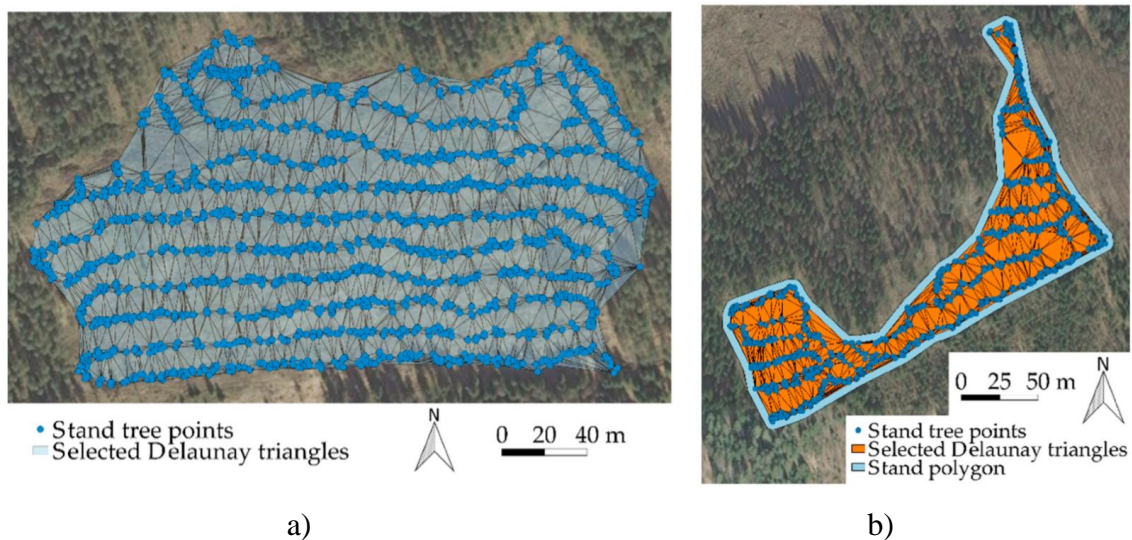 N
Stand tree points
Selected Delaunay triangles
0 20 40 m
a)
N
0 25 50 m
Stand tree points
Selected Delaunay triangles
Stand polygon
b)